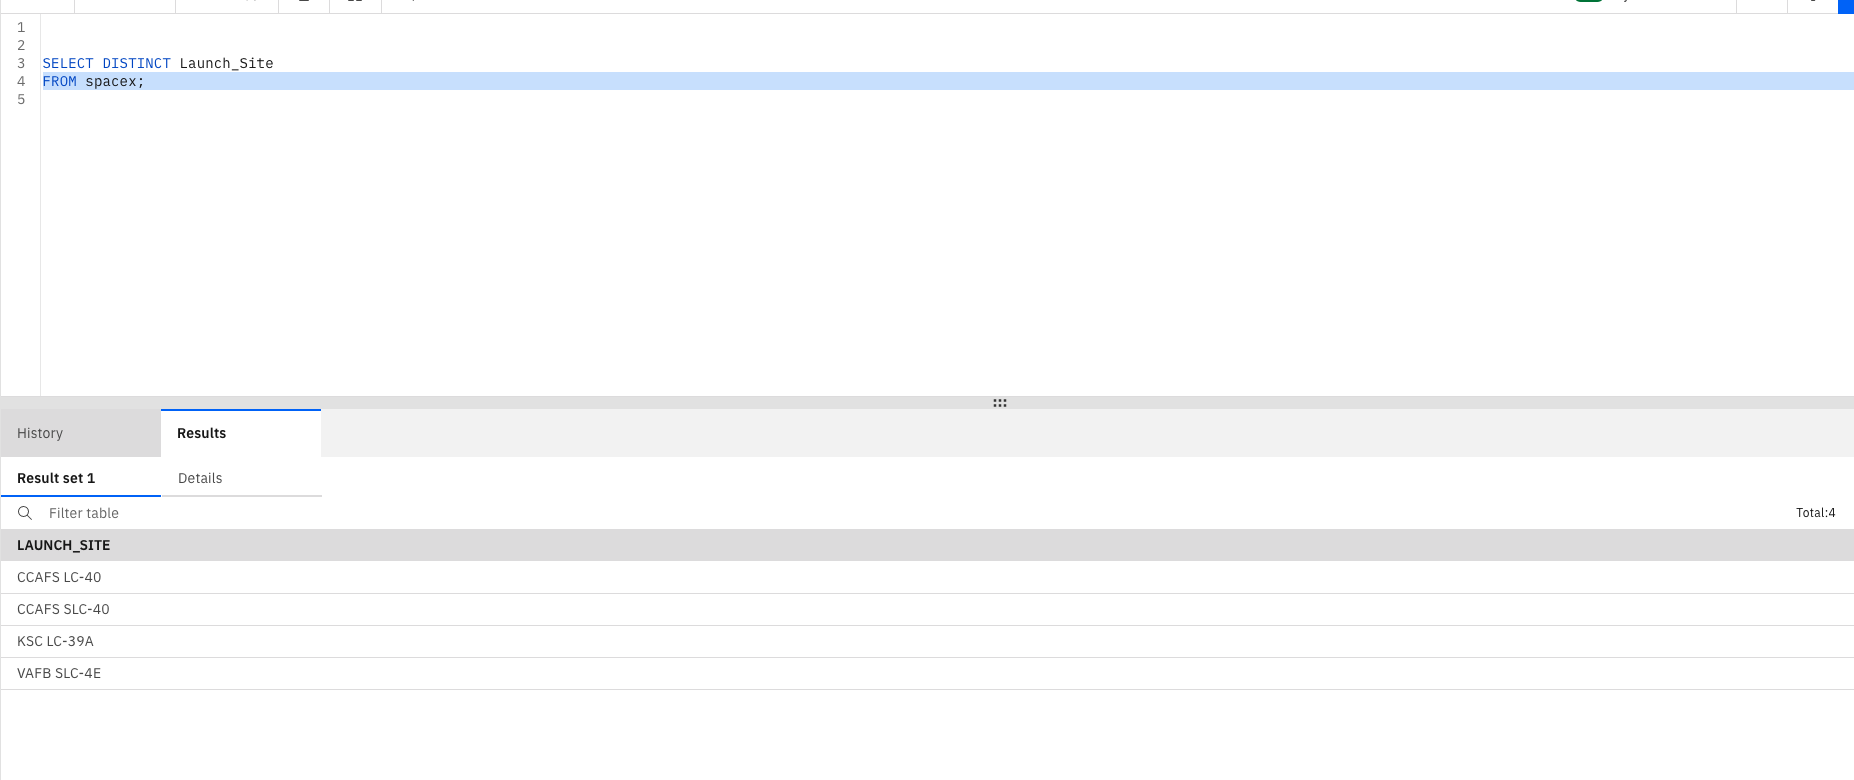 1
2
3 SELECT DISTINCT Launch_Site
4 FROM spacex;
5
History Results
Result set 1 Details
Filter table Total:4
LAUNCH_SITE
CCAFS LC-40
CCAFS SLC-40
KSC LC-39A
VAFB SLC-4E